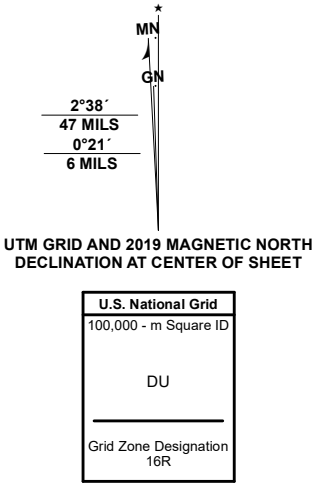 MN
GN
2°38´
47 MILS
0°21´
6 MILS
UTM GRID AND 2019 MAGNETIC NORTH
DECLINATION AT CENTER OF SHEET
U.S. National Grid
100,000 - m Square ID
DU
Grid Zone Designation
16R